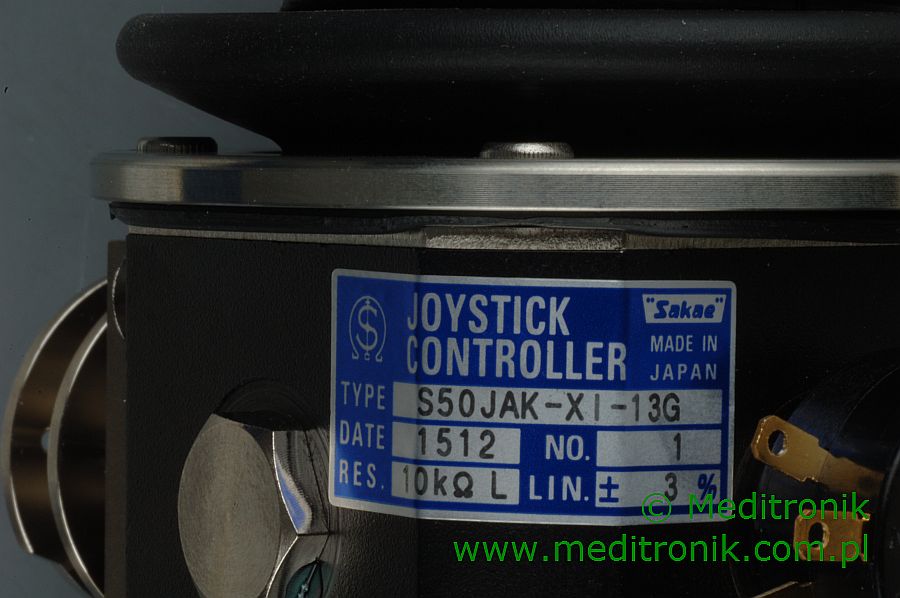 JOYSTICK
CONTROLLER
"Sakae"
MADE IN
JAPAN
TYPE S50JAK-XI-13G
DATE 1512 NO. 1
RES. 10kΩ L LIN. ± 3 %
© Meditronik
www.meditronik.com.pl